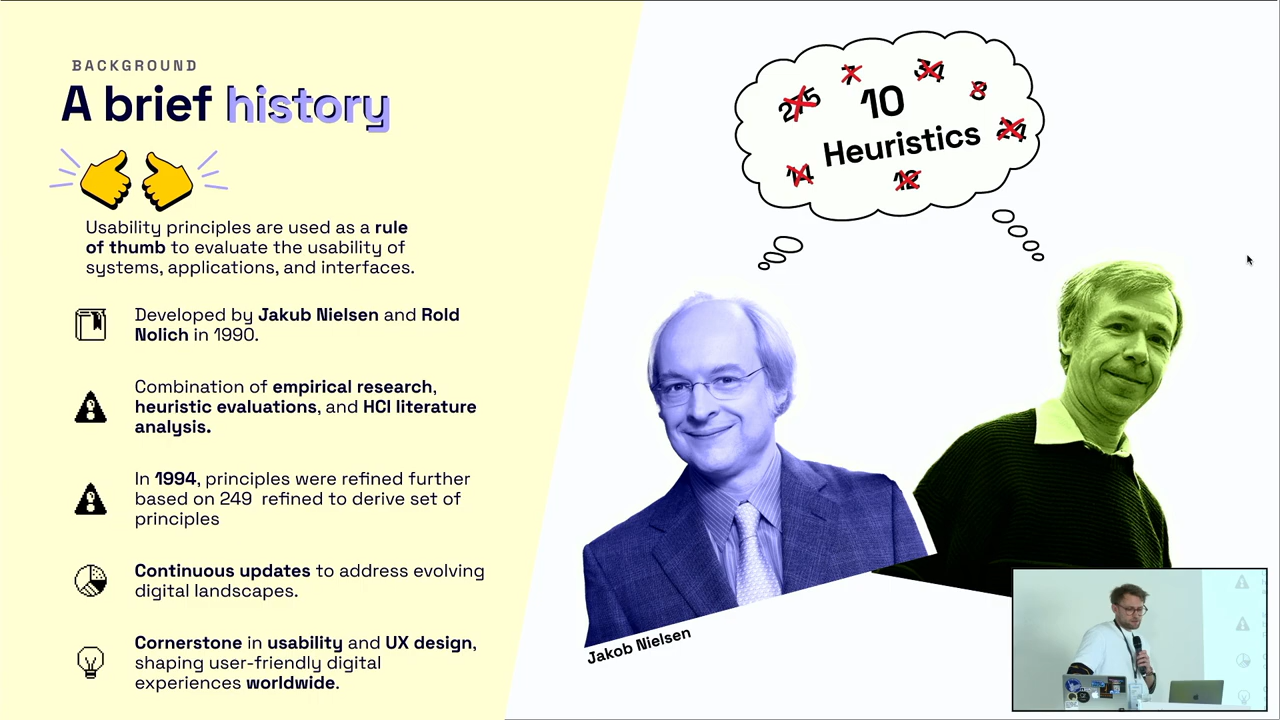 BACKGROUND
A brief history
Usability principles are used as a rule
of thumb to evaluate the usability of
systems, applications, and interfaces.
Developed by Jakub Nielsen and Rold
Nolich in 1990.
Combination of empirical research,
heuristic evaluations, and HCI literature
analysis.
In 1994, principles were refined further
based on 249 refined to derive set of
principles
Continuous updates to address evolving
digital landscapes.
Cornerstone in usability and UX design,
shaping user-friendly digital
experiences worldwide.
7
34
275
10
8
Heuristics
24
14
12
Jakob Nielsen